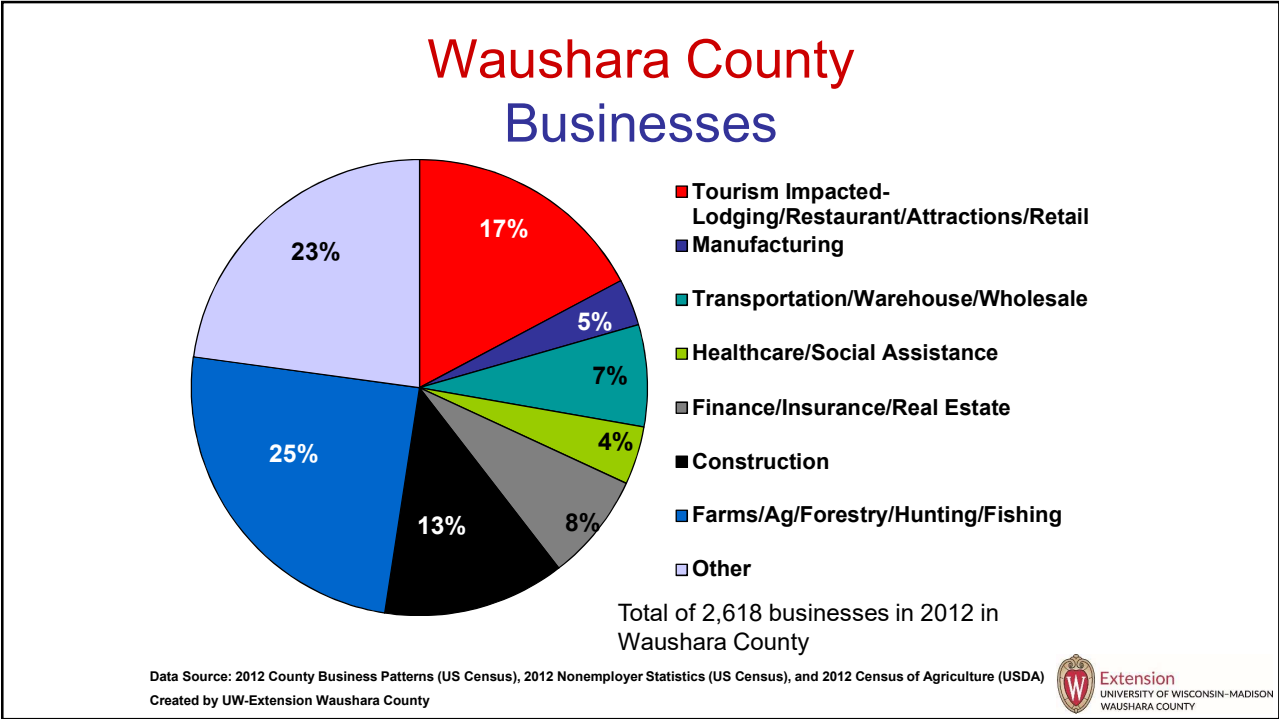 Waushara County
Businesses
17%
5%
7%
4%
8%
13%
25%
23%
Tourism Impacted-
Lodging/Restaurant/Attractions/Retail
Manufacturing
Transportation/Warehouse/Wholesale
Healthcare/Social Assistance
Finance/Insurance/Real Estate
Construction
Farms/Ag/Forestry/Hunting/Fishing
Other
Total of 2,618 businesses in 2012 in
Waushara County
Data Source: 2012 County Business Patterns (US Census), 2012 Nonemployer Statistics (US Census), and 2012 Census of Agriculture (USDA)
Created by UW-Extension Waushara County
W
Extension
UNIVERSITY OF WISCONSIN–MADISON
WAUSHARA COUNTY